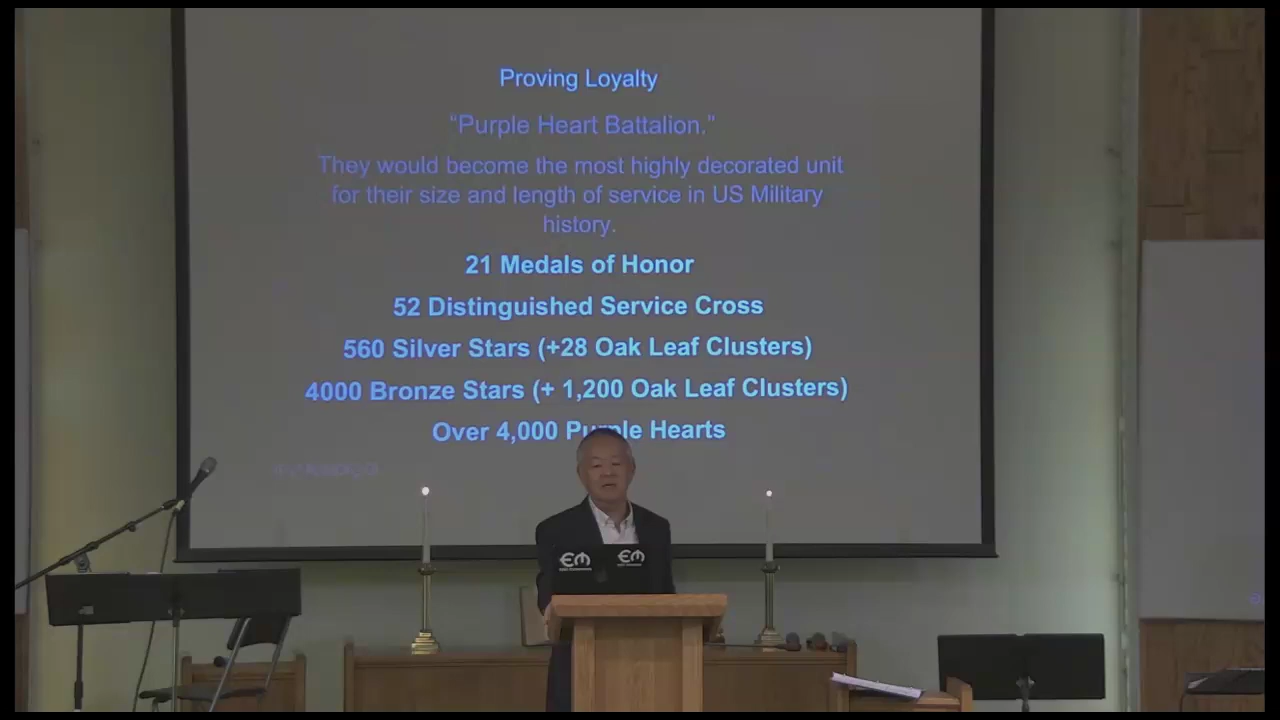 Proving Loyalty
“Purple Heart Battalion.”
They would become the most highly decorated unit
for their size and length of service in US Military
history.
21 Medals of Honor
52 Distinguished Service Cross
560 Silver Stars (+28 Oak Leaf Clusters)
4000 Bronze Stars (+ 1,200 Oak Leaf Clusters)
Over 4,000 Purple Hearts
EM EM